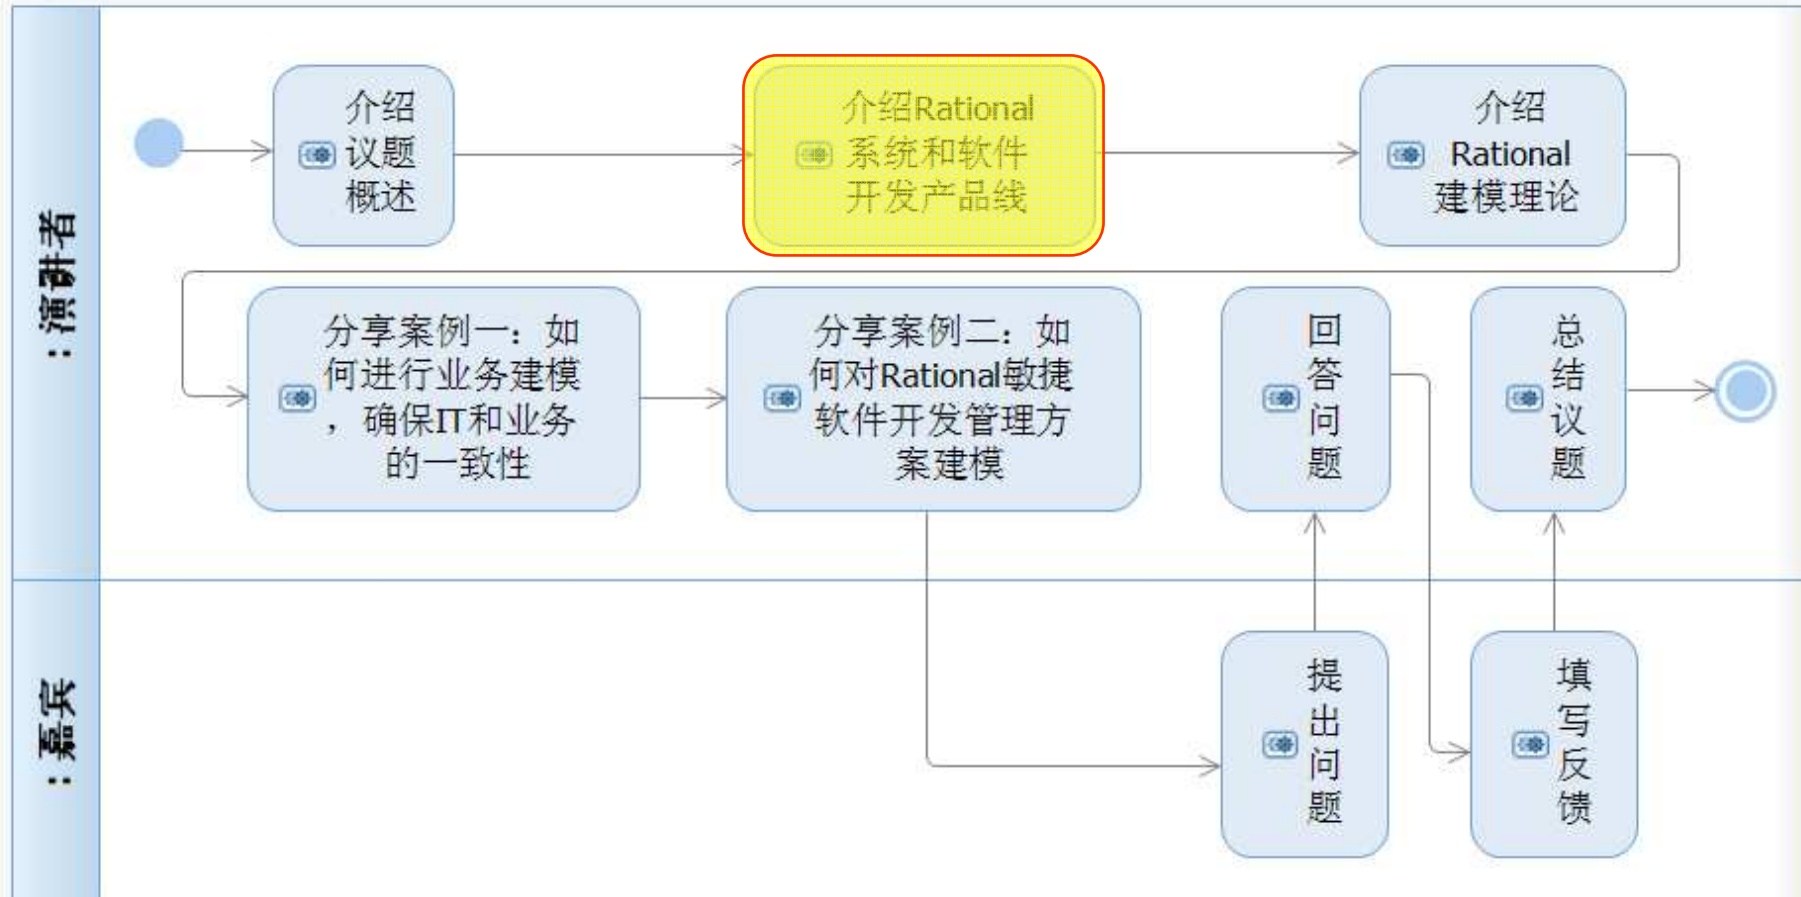 ：演讲者
介绍
议题
概述
介绍Rational
系统和软件
开发产品线
介绍
Rational
建模理论
分享案例一：如
何进行业务建模
，确保IT和业务
的一致性
分享案例二：如
何对Rational敏捷
软件开发管理方
案建模
回
答
问
题
总
结
议
题
：嘉宾
提
出
问
题
填
写
反
馈